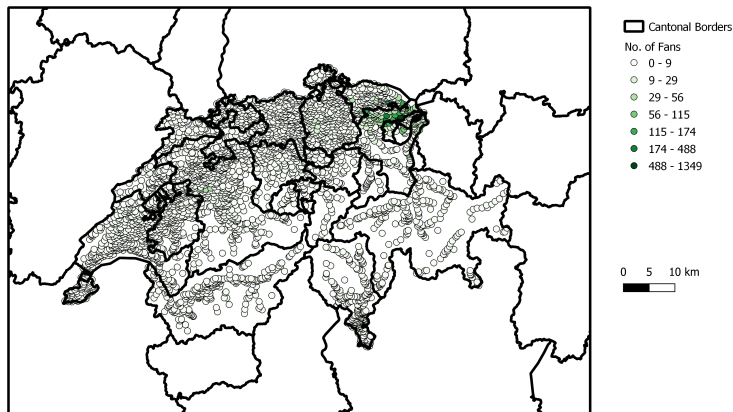 Cantonal Borders
No. of Fans
0 - 9
9 - 29
29 - 56
56 - 115
115 - 174
174 - 488
488 - 1349
0 5 10 km